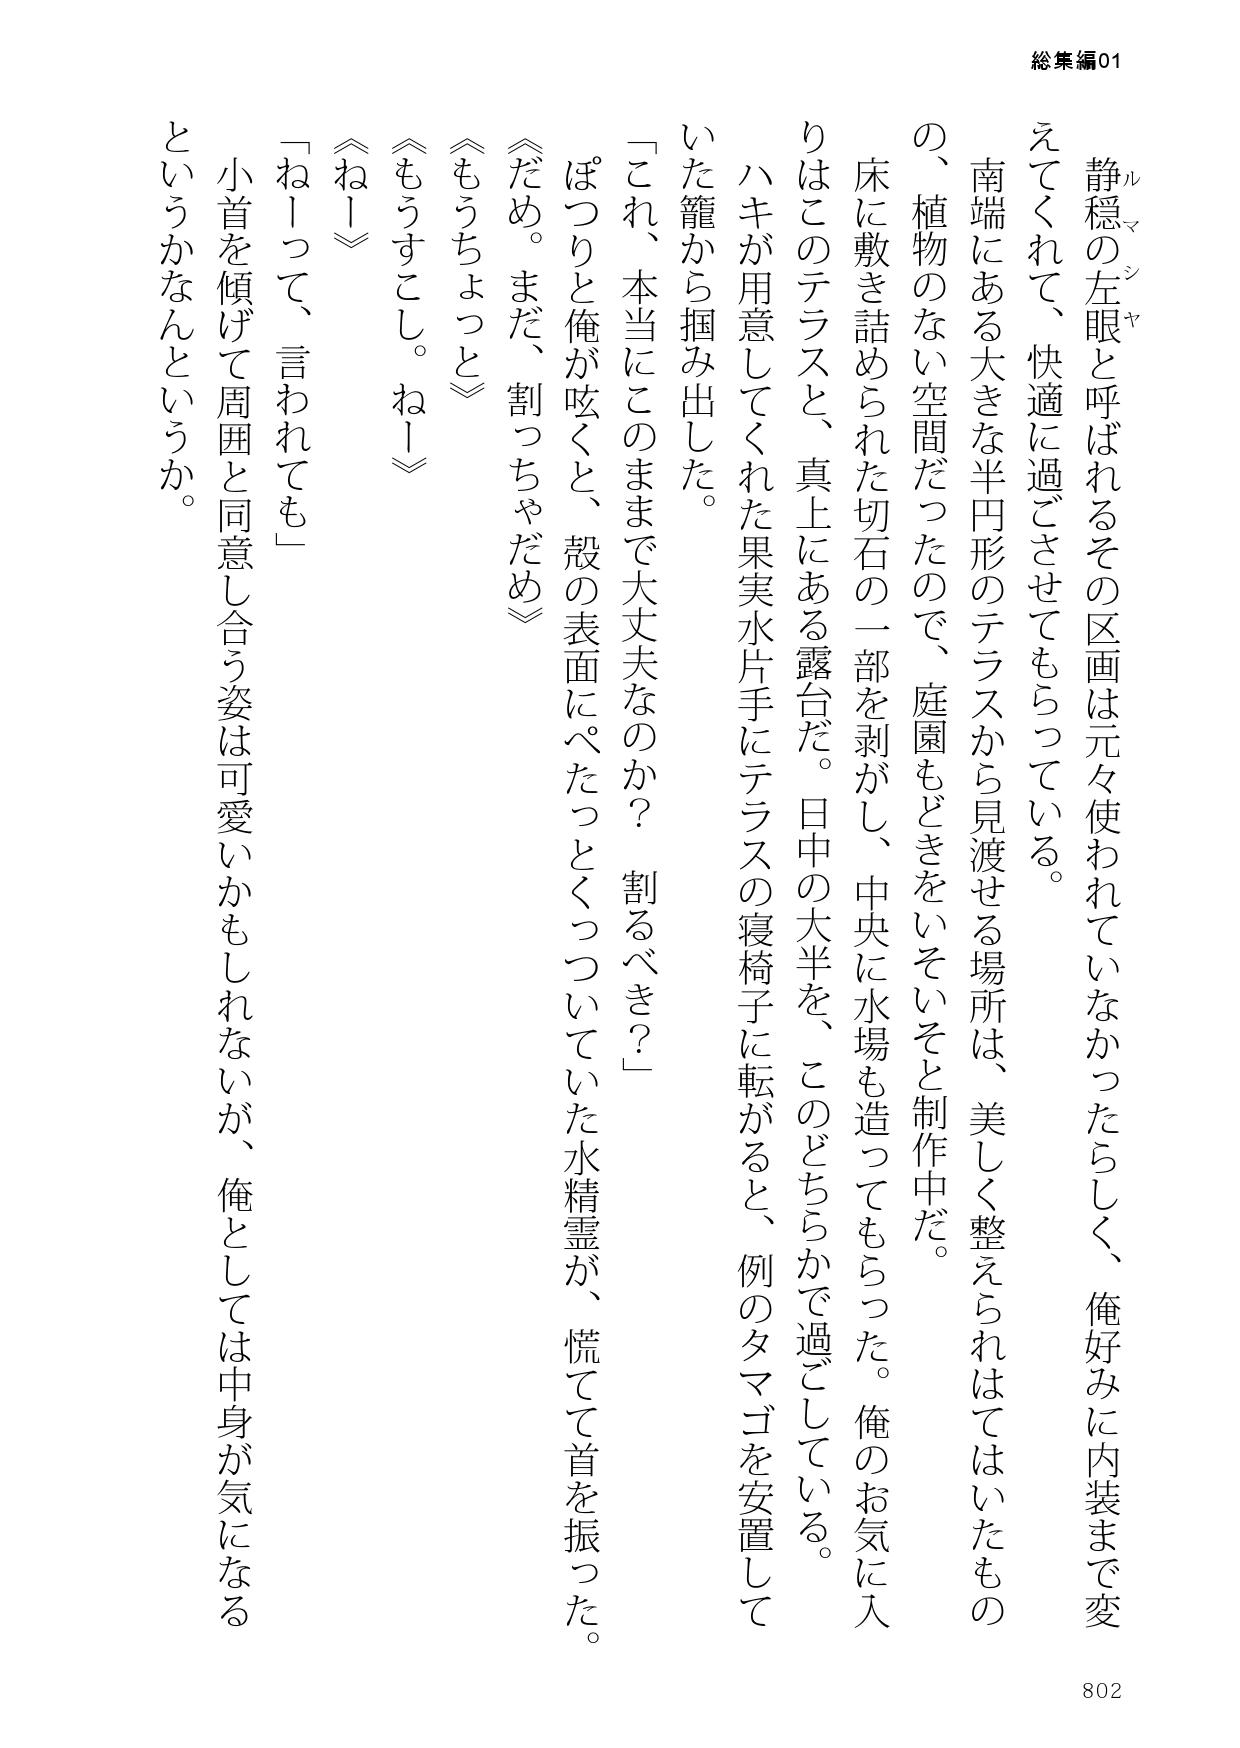 総集編01
静穏の左眼と呼ばれるその区画は元々使われていなかったらしく、俺好みに内装まで変
ルマシヤ
えてくれて、快適に過ごさせてもらっている。
南端にある大きな半円形のテラスから見渡せる場所は、美しく整えられはてはいたもの
の、植物のない空間だったので、庭園もどきをいそいそと制作中だ。
床に敷き詰められた切石の一部を剥がし、中央に水場も造ってもらった。俺のお気に入
りはこのテラスと、真上にある露台だ。日中の大半を、このどちらかで過ごしている。
ハキが用意してくれた果実水片手にテラスの寝椅子に転がると、例のタマゴを安置して
いた籠から掴み出した。
「これ、本当にこのままで大丈夫なのか？　割るべき？」
ぽつりと俺が呟くと、殻の表面にぺたっとくっついていた水精霊が、慌てて首を振った。
《だめ。まだ、割っちゃだめ》
《もうちょっと》
《もうすこし。ねー》
《ねー》
「ねーって、言われても」
小首を傾げて周囲と同意し合う姿は可愛いかもしれないが、俺としては中身が気になる
というかなんというか。
802